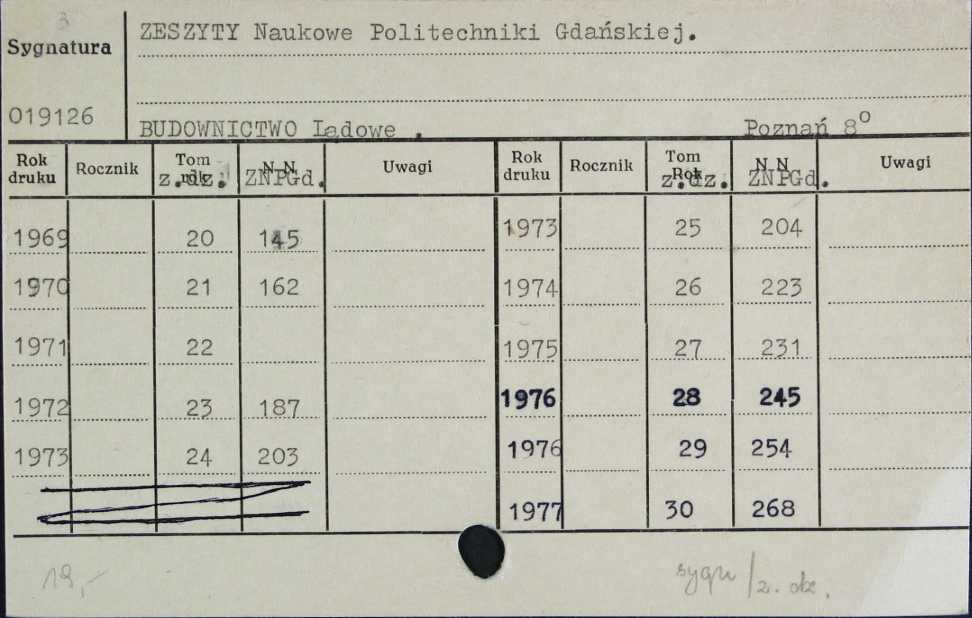 3
Sygnatura
ZESZYTY Naukowe Politechniki Gdańskiej.
019126
BUDOWNICTWO Lądowe . Poznań 8°
Rok druku Rocznik Tom z.dz. N.N. ZNPGd. Uwagi Rok druku Rocznik Tom Rok z.dz. N.N. ZNPGd. Uwagi
1969 20 145 1973 25 204
1970 21 162 1974 26 223
1971 22 1975 27 231
1972 23 187 1976 28 245
1973 24 203 1976 29 254
1977 30 268
19,-
sygn / z. dz.